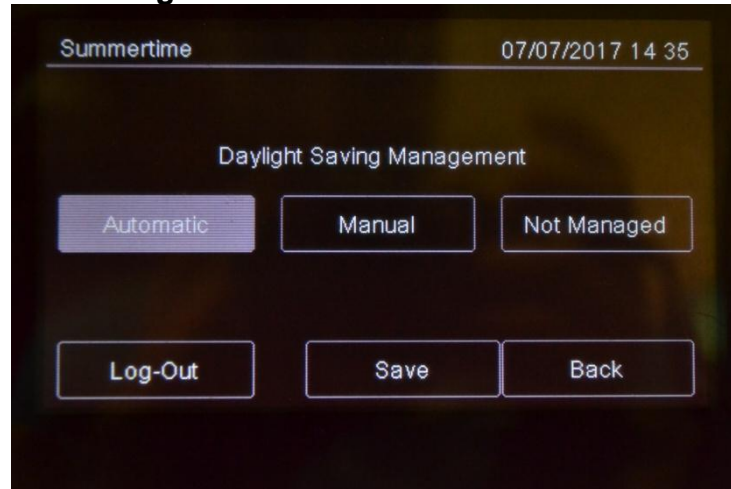 Summertime 07/07/2017 14 35
Daylight Saving Management
Automatic Manual Not Managed
Log-Out Save Back